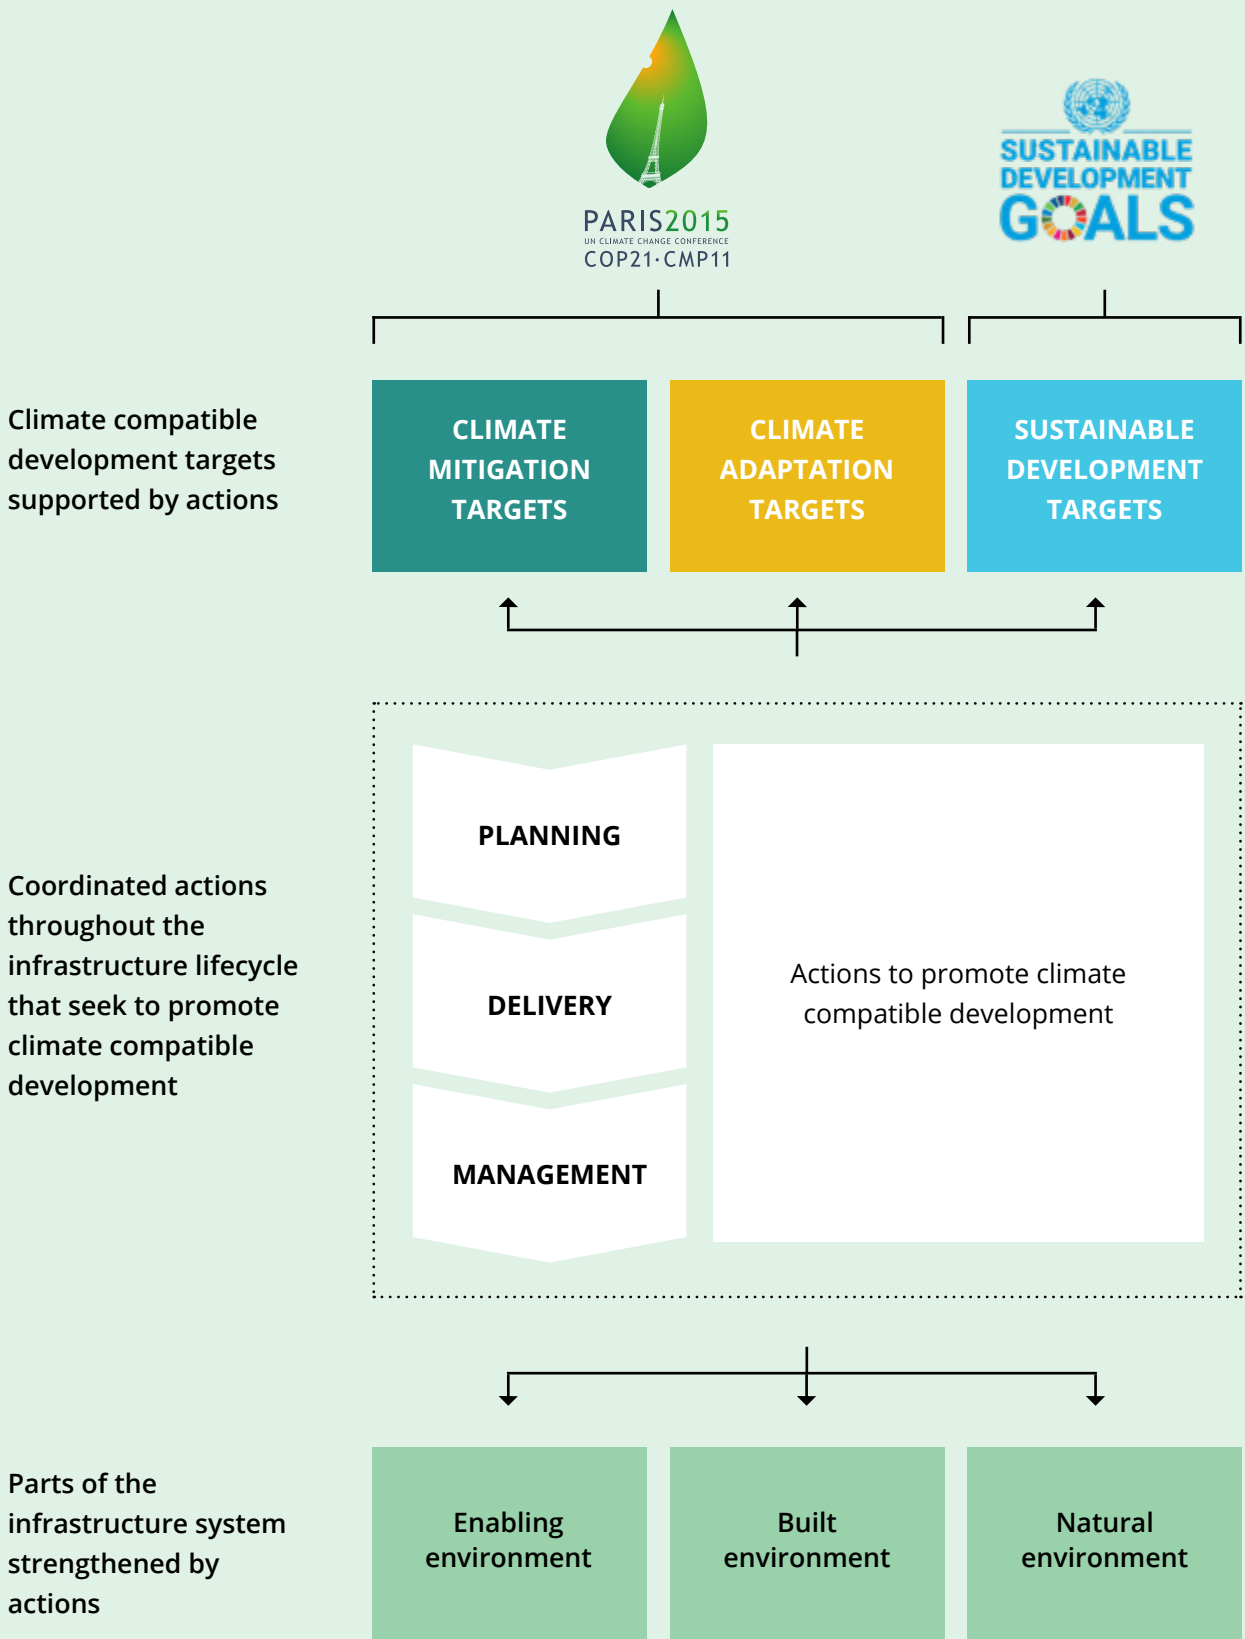 PARIS2015
UN CLIMATE CHANGE CONFERENCE
COP21·CMP11
SUSTAINABLE
DEVELOPMENT
GOALS
Climate compatible
development targets
supported by actions
CLIMATE
MITIGATION
TARGETS
CLIMATE
ADAPTATION
TARGETS
SUSTAINABLE
DEVELOPMENT
TARGETS
Coordinated actions
throughout the
infrastructure lifecycle
that seek to promote
climate compatible
development
PLANNING
DELIVERY
MANAGEMENT
Actions to promote climate
compatible development
Parts of the
infrastructure system
strengthened by
actions
Enabling
environment
Built
environment
Natural
environment